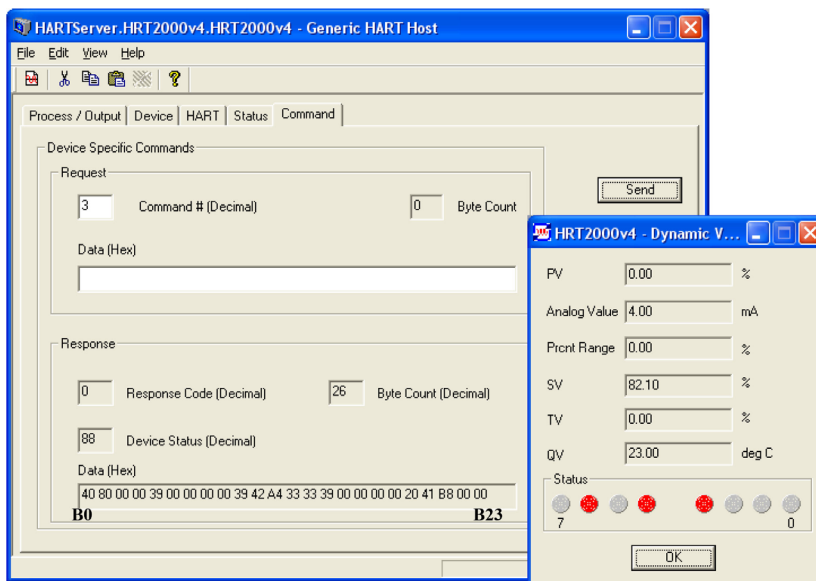 HARTServer.HRT2000v4.HRT2000v4 - Generic HART Host
File Edit View Help
Process / Output Device HART Status Command
Device Specific Commands
Request
3 Command # (Decimal) 0 Byte Count
Send
Data (Hex)
Response
0 Response Code (Decimal) 26 Byte Count (Decimal)
88 Device Status (Decimal)
Data (Hex)
40 80 00 00 39 00 00 00 00 39 42 A4 33 33 39 00 00 00 00 20 41 B8 00 00
B0 B23
HRT2000v4 - Dynamic V...
PV 0.00 %
Analog Value 4.00 mA
Prcnt Range 0.00 %
SV 82.10 %
TV 0.00 %
QV 23.00 deg C
Status
7 0
OK